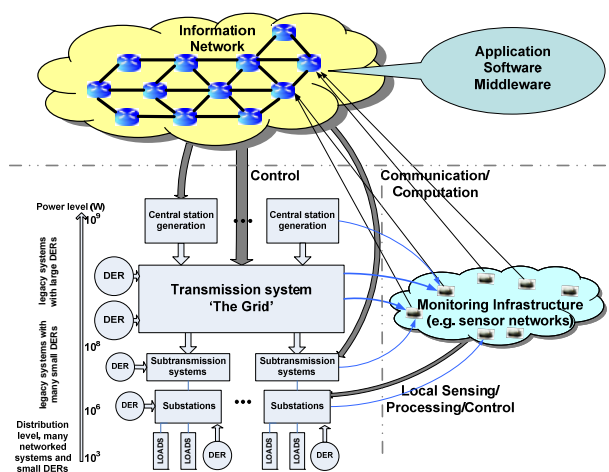 Information
Network
Application
Software
Middleware
Control
Communication/
Computation
Power level (W)
10⁹
Central station
generation
•••
Central station
generation
legacy systems
with large DERs
DER
Transmission system
'The Grid'
DER
Monitoring Infrastructure
(e.g. sensor networks)
10⁸
legacy systems with
many small DERs
DER
Subtransmission
systems
Subtransmission
systems
Local Sensing/
Processing/Control
10⁶
DER
Substations
•••
Substations
Distribution
level, many
networked
systems and
small DERs
10³
LOADS
LOADS
DER
LOADS
LOADS
DER